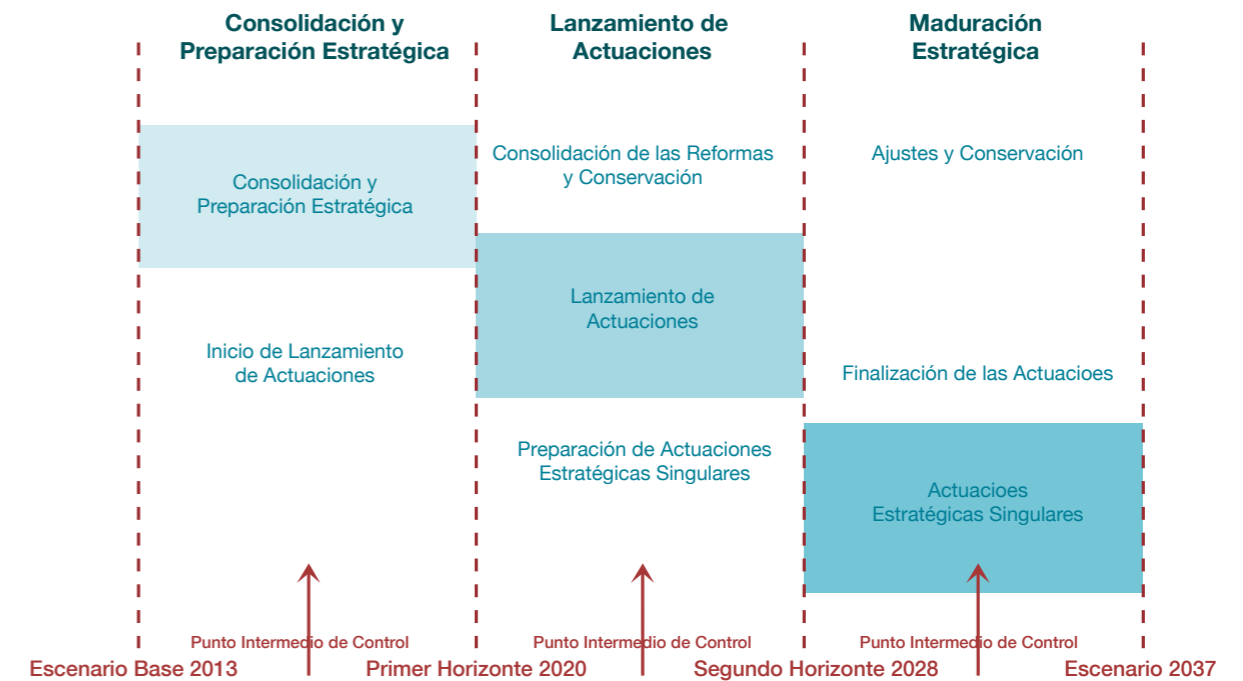 Consolidación y
Preparación Estratégica
Lanzamiento de
Actuaciones
Maduración
Estratégica
Consolidación y
Preparación Estratégica
Inicio de Lanzamiento
de Actuaciones
Consolidación de las Reformas
y Conservación
Lanzamiento de
Actuaciones
Preparación de Actuaciones
Estratégicas Singulares
Ajustes y Conservación
Finalización de las Actuacioes
Actuacioes
Estratégicas Singulares
Punto Intermedio de Control
Punto Intermedio de Control
Punto Intermedio de Control
Escenario Base 2013
Primer Horizonte 2020
Segundo Horizonte 2028
Escenario 2037